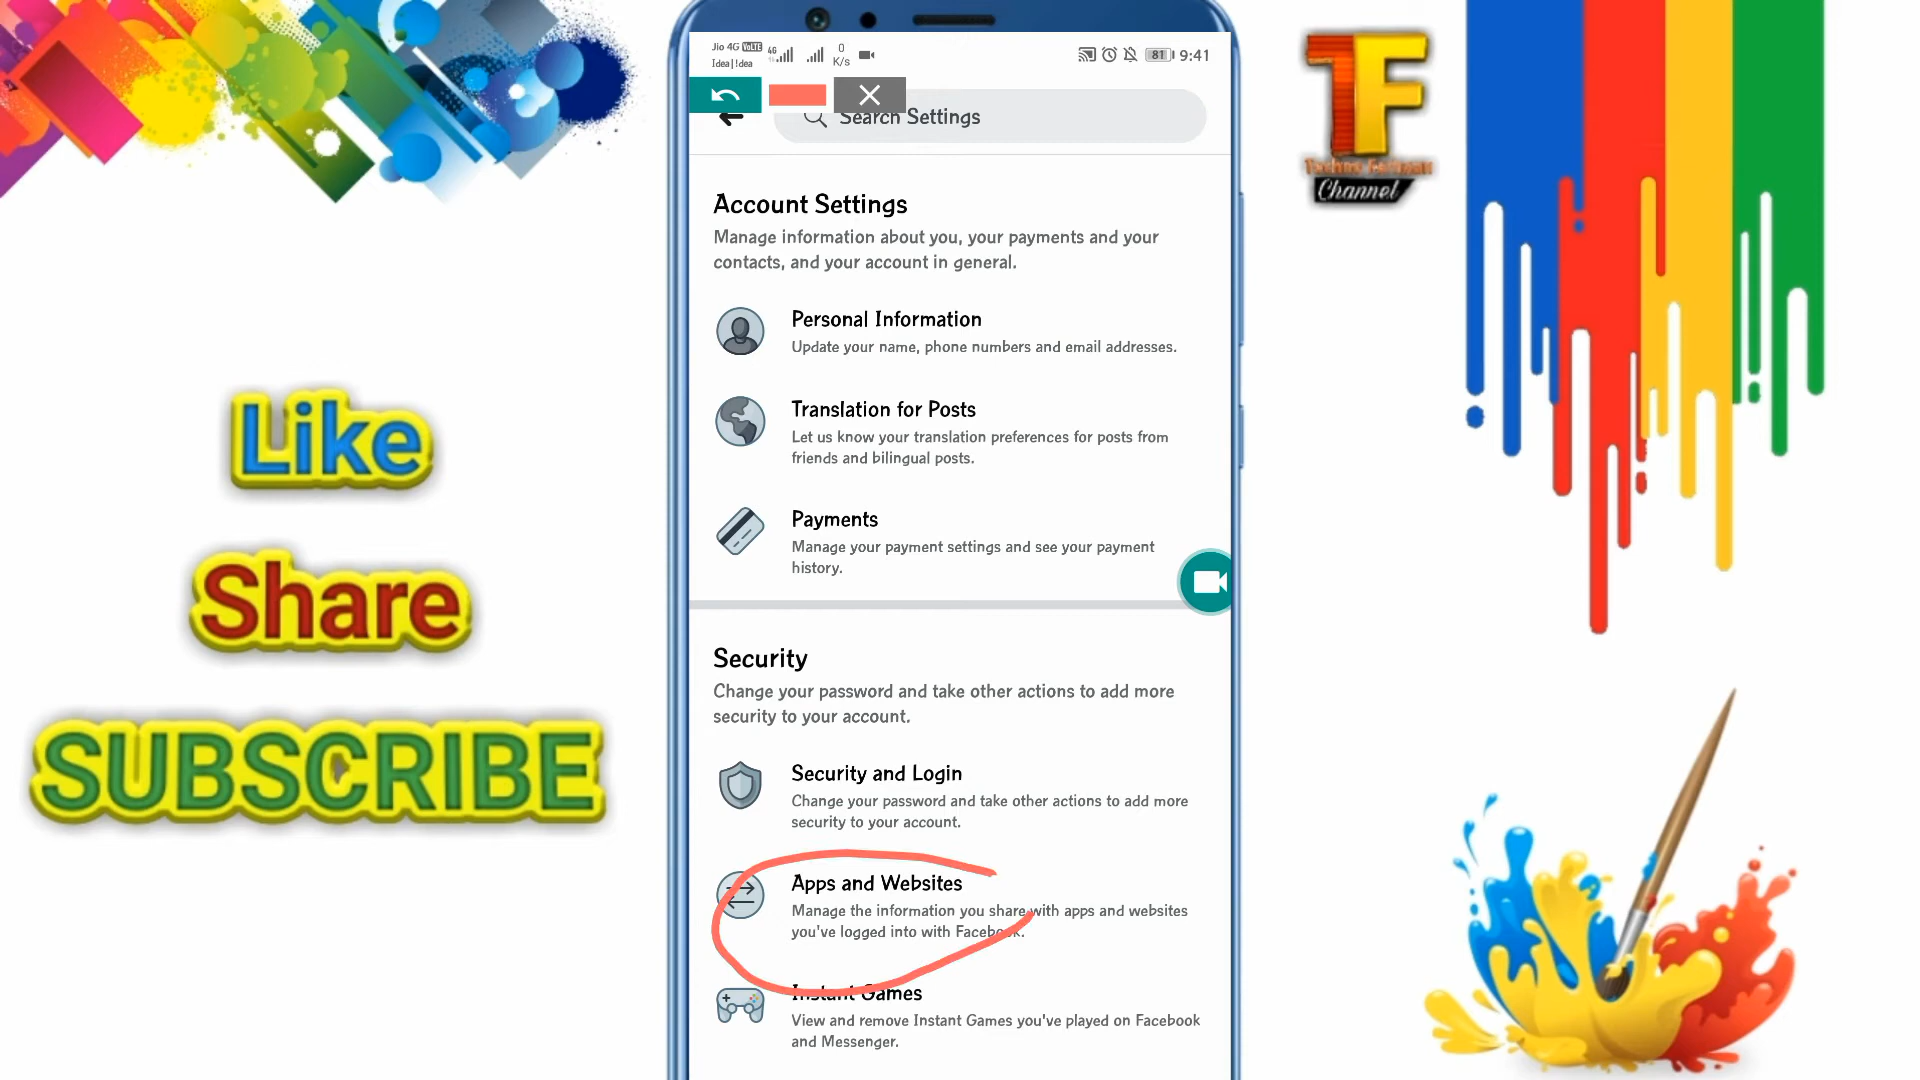 Jio 4G VoLTE
4G
0
K/s
Idea|!dea
81
9:41
Search Settings
TF
Channel
Account Settings
Manage information about you, your payments and your
contacts, and your account in general.
Personal Information
Update your name, phone numbers and email addresses.
Translation for Posts
Let us know your translation preferences for posts from
friends and bilingual posts.
Payments
Manage your payment settings and see your payment
history.
Like
Share
SUBSCRIBE
Security
Change your password and take other actions to add more
security to your account.
Security and Login
Change your password and take other actions to add more
security to your account.
Apps and Websites
Manage the information you share with apps and websites
you've logged into with Facebook.
Instant Games
View and remove Instant Games you've played on Facebook
and Messenger.